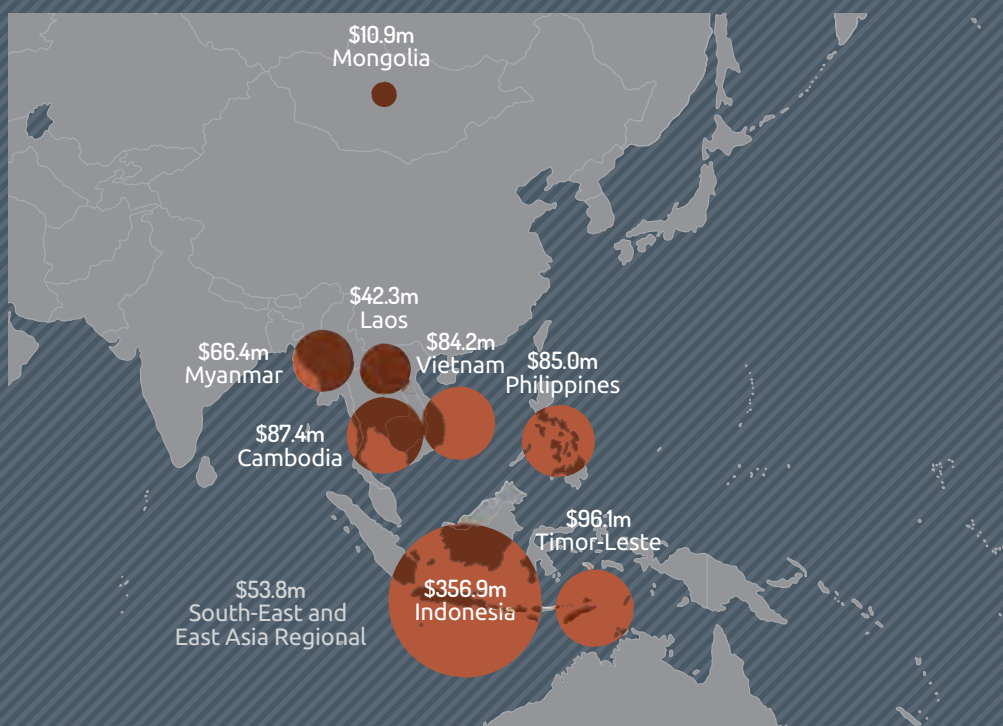 $10.9m
Mongolia
$42.3m
Laos
$66.4m
Myanmar
$84.2m
Vietnam
$85.0m
Philippines
$87.4m
Cambodia
$96.1m
Timor-Leste
$356.9m
Indonesia
$53.8m
South-East and
East Asia Regional